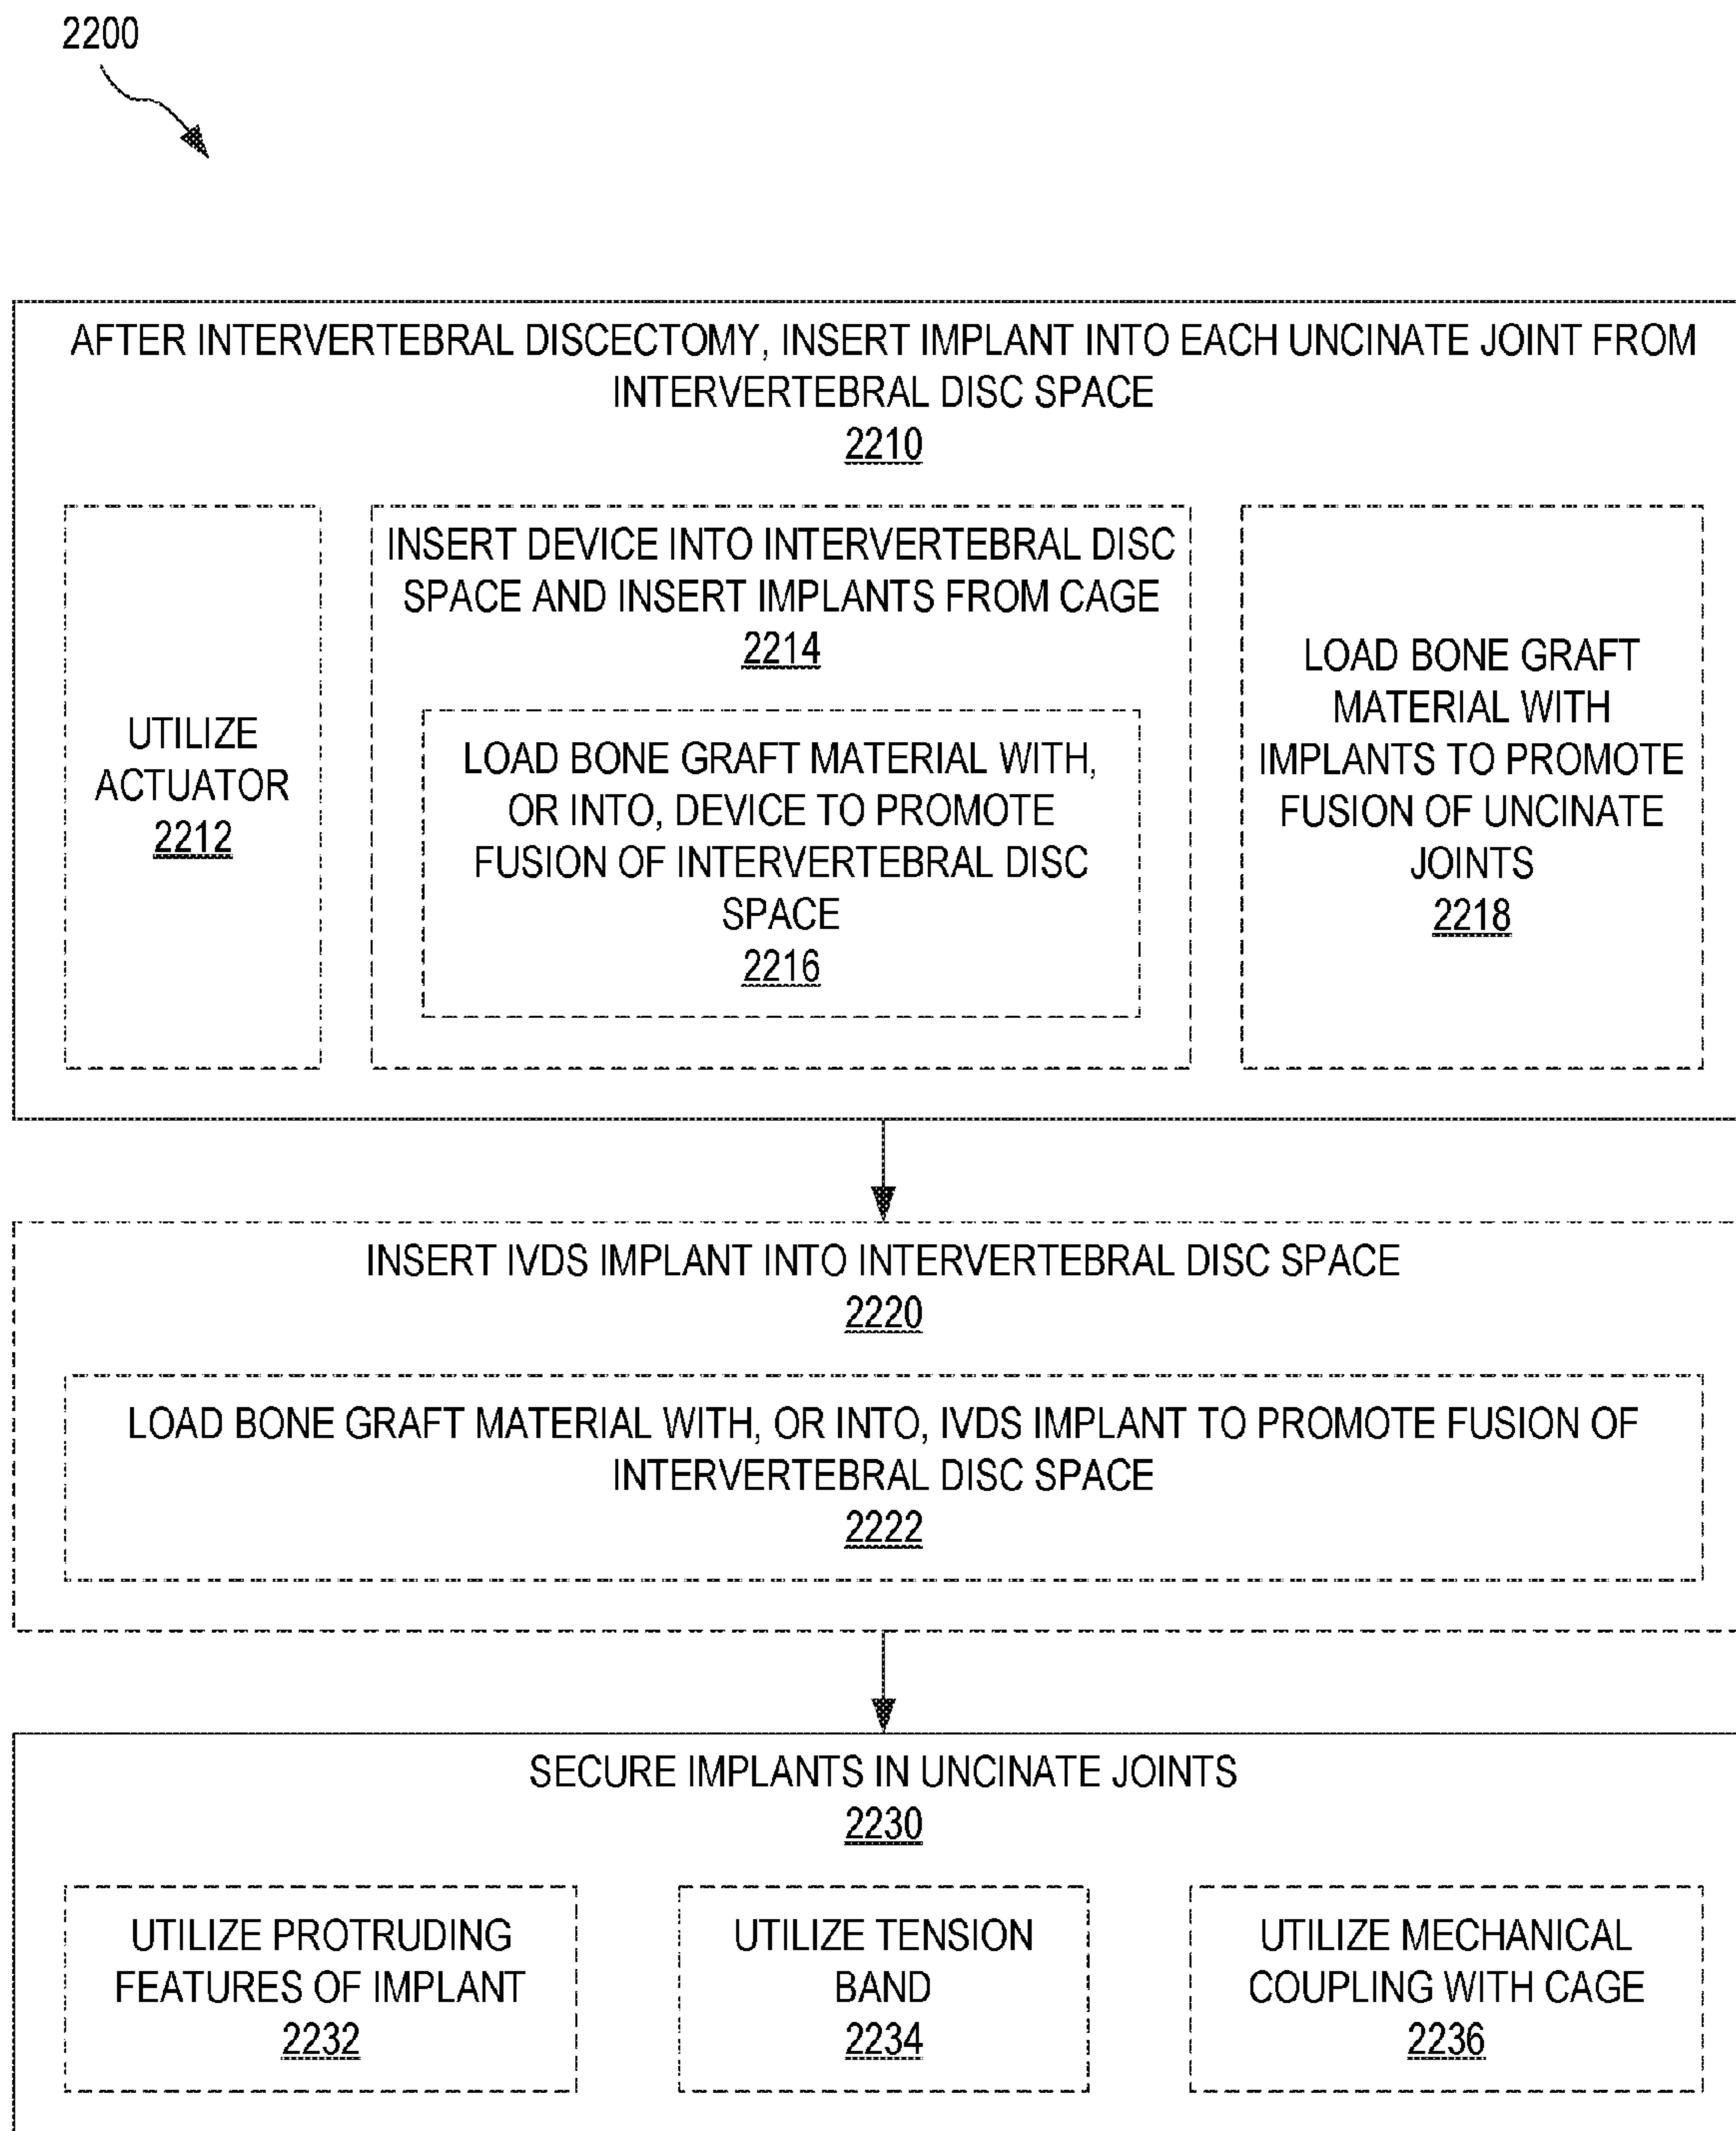 2200
AFTER INTERVERTEBRAL DISCECTOMY, INSERT IMPLANT INTO EACH UNCINATE JOINT FROM
INTERVERTEBRAL DISC SPACE
2210
UTILIZE
ACTUATOR
2212
INSERT DEVICE INTO INTERVERTEBRAL DISC
SPACE AND INSERT IMPLANTS FROM CAGE
2214
LOAD BONE GRAFT MATERIAL WITH,
OR INTO, DEVICE TO PROMOTE
FUSION OF INTERVERTEBRAL DISC
SPACE
2216
LOAD BONE GRAFT
MATERIAL WITH
IMPLANTS TO PROMOTE
FUSION OF UNCINATE
JOINTS
2218
INSERT IVDS IMPLANT INTO INTERVERTEBRAL DISC SPACE
2220
LOAD BONE GRAFT MATERIAL WITH, OR INTO, IVDS IMPLANT TO PROMOTE FUSION OF
INTERVERTEBRAL DISC SPACE
2222
SECURE IMPLANTS IN UNCINATE JOINTS
2230
UTILIZE PROTRUDING
FEATURES OF IMPLANT
2232
UTILIZE TENSION
BAND
2234
UTILIZE MECHANICAL
COUPLING WITH CAGE
2236